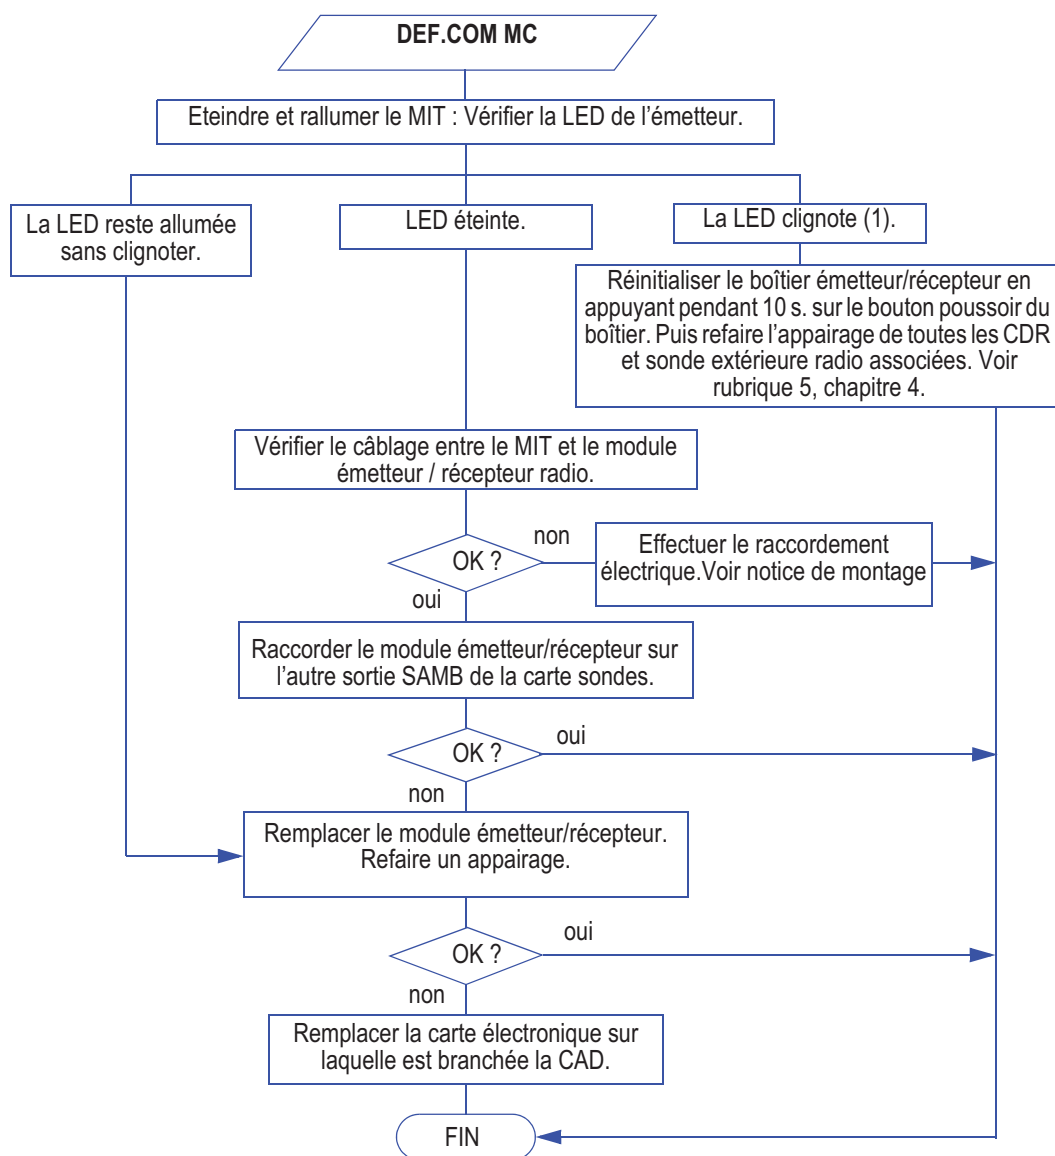 DEF.COM MC
Eteindre et rallumer le MIT : Vérifier la LED de l’émetteur.
La LED reste allumée
sans clignoter.
LED éteinte.
La LED clignote (1).
Réinitialiser le boîtier émetteur/récepteur en
appuyant pendant 10 s. sur le bouton poussoir du
boîtier. Puis refaire l’appairage de toutes les CDR
et sonde extérieure radio associées. Voir
rubrique 5, chapitre 4.
Vérifier le câblage entre le MIT et le module
émetteur / récepteur radio.
OK ?
non
Effectuer le raccordement
électrique.Voir notice de montage
oui
Raccorder le module émetteur/récepteur sur
l’autre sortie SAMB de la carte sondes.
OK ?
oui
non
Remplacer le module émetteur/récepteur.
Refaire un appairage.
OK ?
oui
non
Remplacer la carte électronique sur
laquelle est branchée la CAD.
FIN